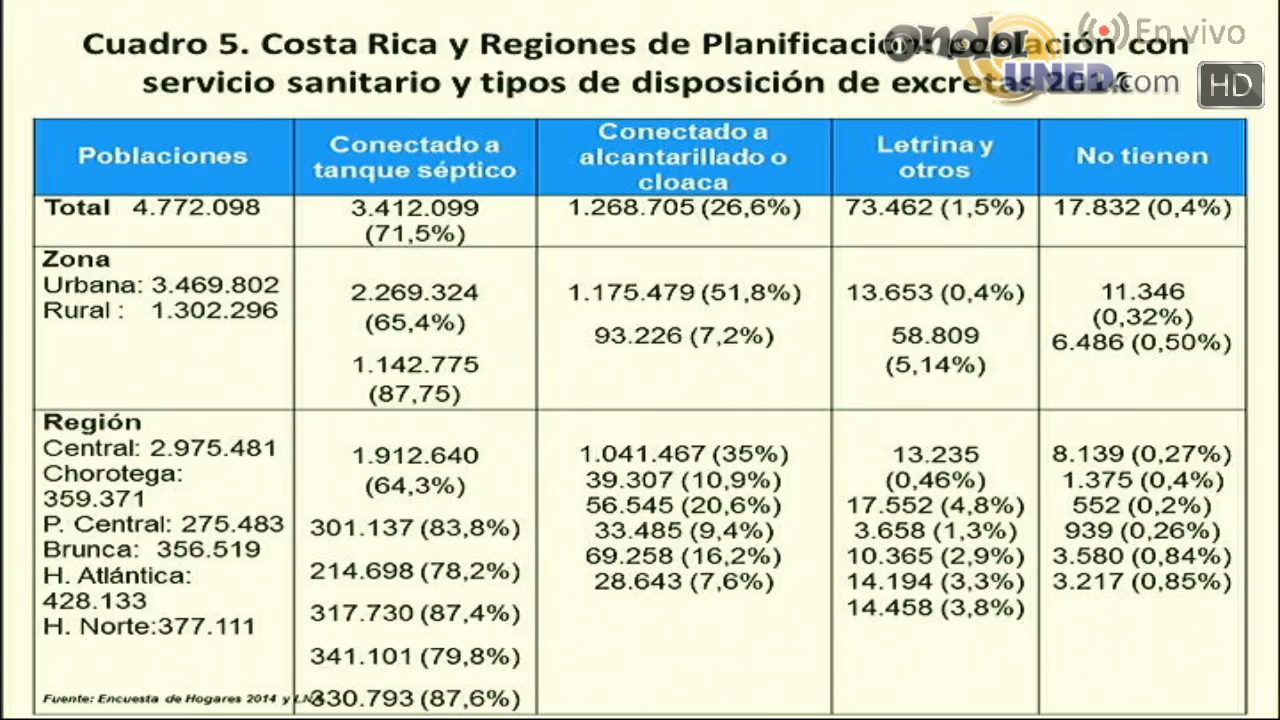 Cuadro 5. Costa Rica y Regiones de Planificación: población con
servicio sanitario y tipos de disposición de excretas 2014
onda
UNED.com
En vivo
HD
Poblaciones
Conectado a
tanque séptico
Conectado a
alcantarillado o
cloaca
Letrina y
otros
No tienen
Total 4.772.098
3.412.099
(71,5%)
1.268.705 (26,6%)
73.462 (1,5%)
17.832 (0,4%)
Zona
Urbana: 3.469.802
Rural : 1.302.296
2.269.324
(65,4%)
1.142.775
(87,75)
1.175.479 (51,8%)
93.226 (7,2%)
13.653 (0,4%)
58.809
(5,14%)
11.346
(0,32%)
6.486 (0,50%)
Región
Central: 2.975.481
Chorotega:
359.371
P. Central: 275.483
Brunca: 356.519
H. Atlántica:
428.133
H. Norte:377.111
Fuente: Encuesta de Hogares 2014 y
1.912.640
(64,3%)
301.137 (83,8%)
214.698 (78,2%)
317.730 (87,4%)
341.101 (79,8%)
330.793 (87,6%)
1.041.467 (35%)
39.307 (10,9%)
56.545 (20,6%)
33.485 (9,4%)
69.258 (16,2%)
28.643 (7,6%)
13.235
(0,46%)
17.552 (4,8%)
3.658 (1,3%)
10.365 (2,9%)
14.194 (3,3%)
14.458 (3,8%)
8.139 (0,27%)
1.375 (0,4%)
552 (0,2%)
939 (0,26%)
3.580 (0,84%)
3.217 (0,85%)